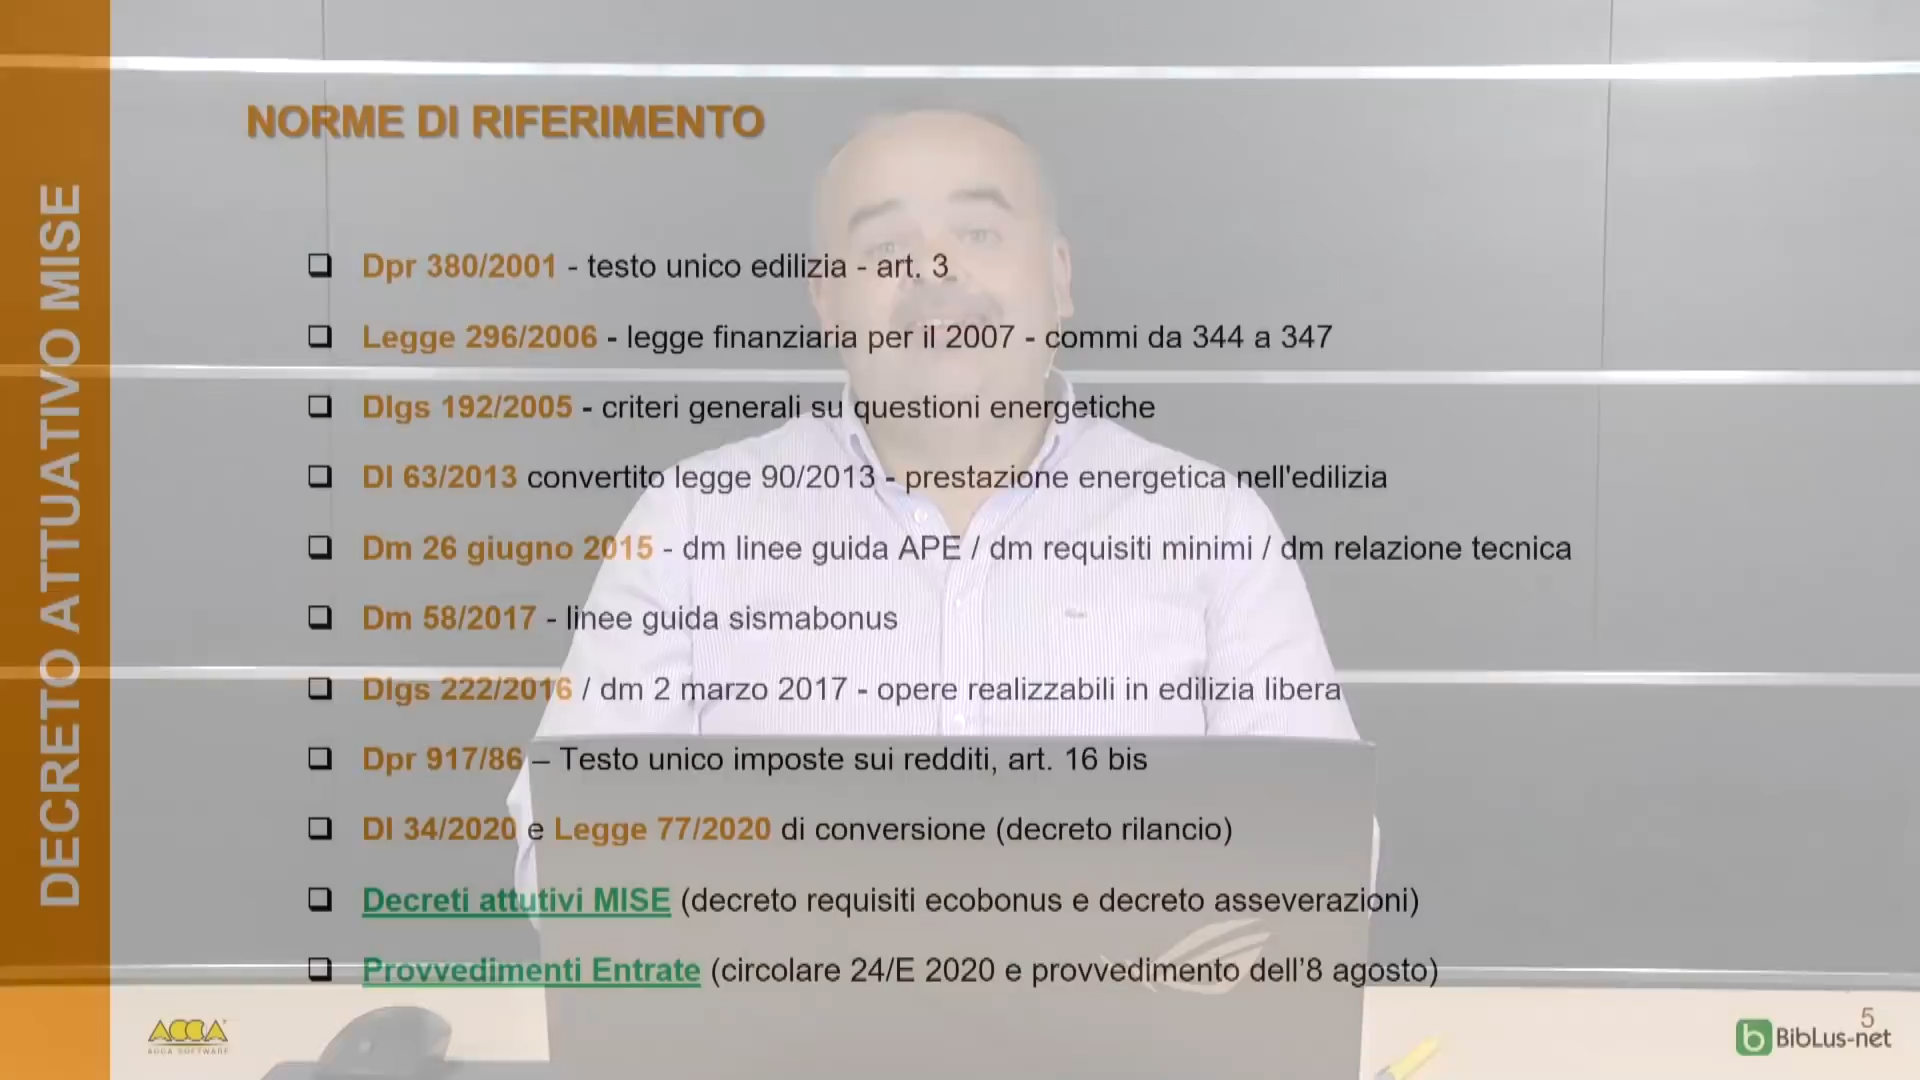 DECRETO ATTUATIVO MISE
NORME DI RIFERIMENTO
❑ Dpr 380/2001 - testo unico edilizia - art. 3
❑ Legge 296/2006 - legge finanziaria per il 2007 - commi da 344 a 347
❑ Dlgs 192/2005 - criteri generali su questioni energetiche
❑ Dl 63/2013 convertito legge 90/2013 - prestazione energetica nell'edilizia
❑ Dm 26 giugno 2015 - dm linee guida APE / dm requisiti minimi / dm relazione tecnica
❑ Dm 58/2017 - linee guida sismabonus
❑ Dlgs 222/2016 / dm 2 marzo 2017 - opere realizzabili in edilizia libera
❑ Dpr 917/86 – Testo unico imposte sui redditi, art. 16 bis
❑ Dl 34/2020 e Legge 77/2020 di conversione (decreto rilancio)
❑ Decreti attutivi MISE (decreto requisiti ecobonus e decreto asseverazioni)
❑ Provvedimenti Entrate (circolare 24/E 2020 e provvedimento dell’8 agosto)
ACCA
ACCA SOFTWARE
5
BibLus-net